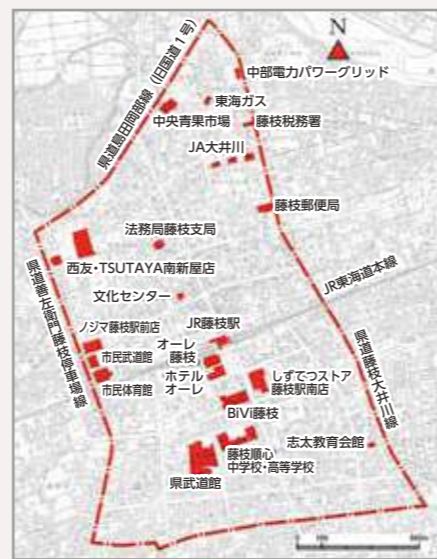 N
県道島田岡部線（旧国道1号）
中部電力パワーグリッド
東海ガス
中央青果市場
藤枝税務署
JA大井川
藤枝郵便局
法務局藤枝支局
西友・TSUTAYA南新屋店
県道善左衛門藤枝停車場線
文化センター
JR東海道本線
ノジマ藤枝駅前店
JR藤枝駅
オーレ
藤枝
市民武道館
ホテル
オーレ
市民体育館
しずてつストア
藤枝駅南店
県道藤枝大井川線
BiVi藤枝
志太教育会館
藤枝順心
中学校・高等学校
県武道館